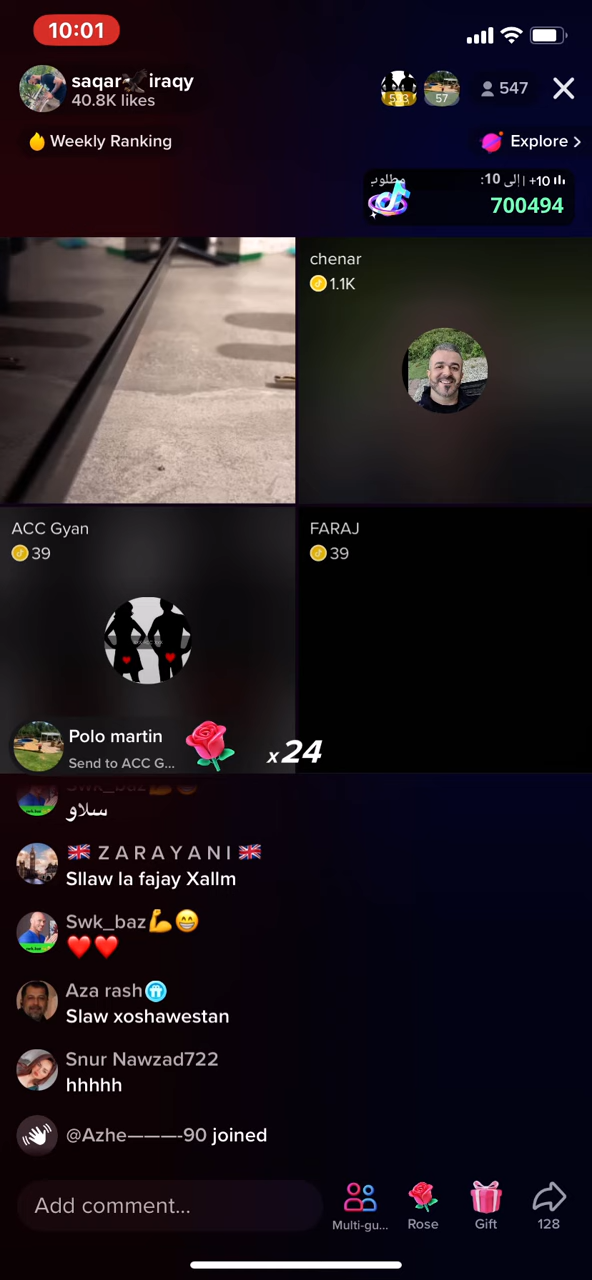 10:01
saqar🦅iraqy
40.8K likes
57
547
Weekly Ranking
Explore >
مطلوب
إلى 10:
+10
700494
chenar
1.1K
ACC Gyan
39
FARAJ
39
Polo martin
Send to ACC G...
x24
Swk_baz💪😁
سلاو
🇬🇧 Z A R A Y A N I 🇬🇧
Sllaw la fajay Xallm
Swk_baz💪😁
❤️❤️
Aza rash
Slaw xoshawestan
Snur Nawzad722
hhhhh
@Azhe———-90 joined
Add comment...
Multi-gu...
Rose
Gift
128